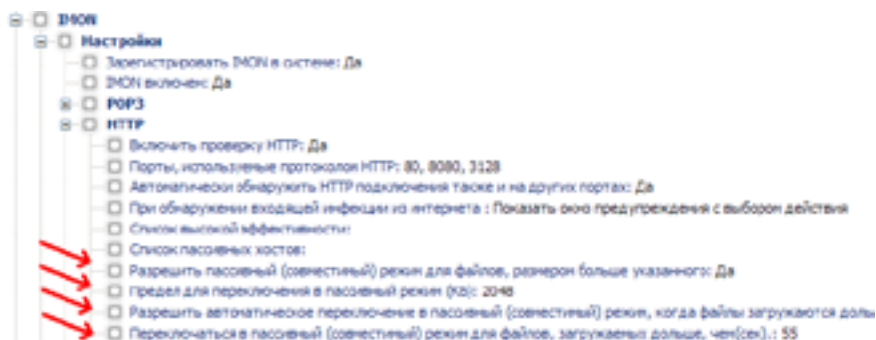 IMON
Настройки
Зарегистрировать IMON в системе: Да
IMON включен: Да
POP3
HTTP
Включить проверку HTTP: Да
Порты, используемые протоколом HTTP: 80, 8080, 3128
Автоматически обнаружить HTTP подключения также и на других портах: Да
При обнаружении входящей инфекции из интернета : Показать окно предупреждения с выбором действия
Список высокой эффективности:
Список пассивных хостов:
Разрешить пассивный (совместимый) режим для файлов, размером больше указанного: Да
Предел для переключения в пассивный режим (Кб): 2048
Разрешить автоматическое переключение в пассивный (совместимый) режим, когда файлы загружаются доль
Переключаться в пассивный (совместимый) режим для файлов, загружаемых дольше, чем(сек).: 55